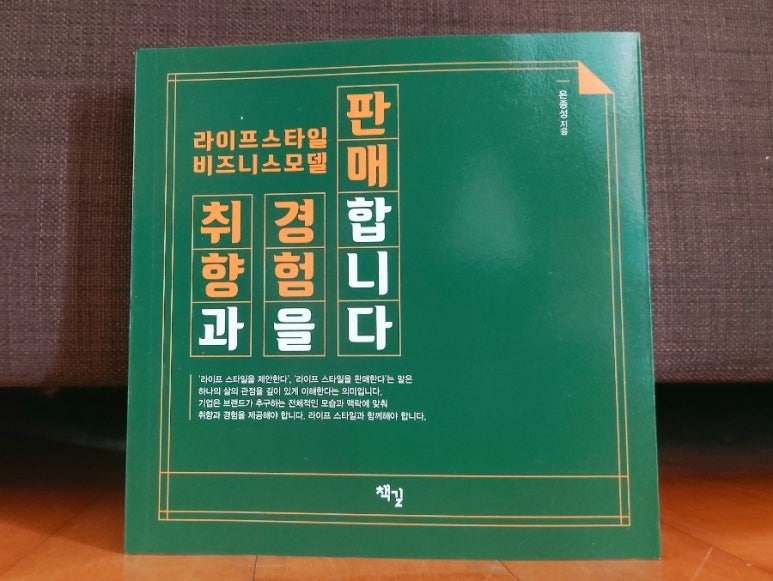 라이프스타일
비즈니스모델
취향과
경험을
판매합니다
윤종성 지음
'라이프 스타일을 제안한다', '라이프 스타일을 판매한다'는 말은
하나의 삶의 관점을 깊이 있게 이해한다는 의미입니다.
기업은 브랜드가 추구하는 전체적인 모습과 맥락에 맞춰
취향과 경험을 제공해야 합니다. 라이프 스타일과 함께해야 합니다.
책길